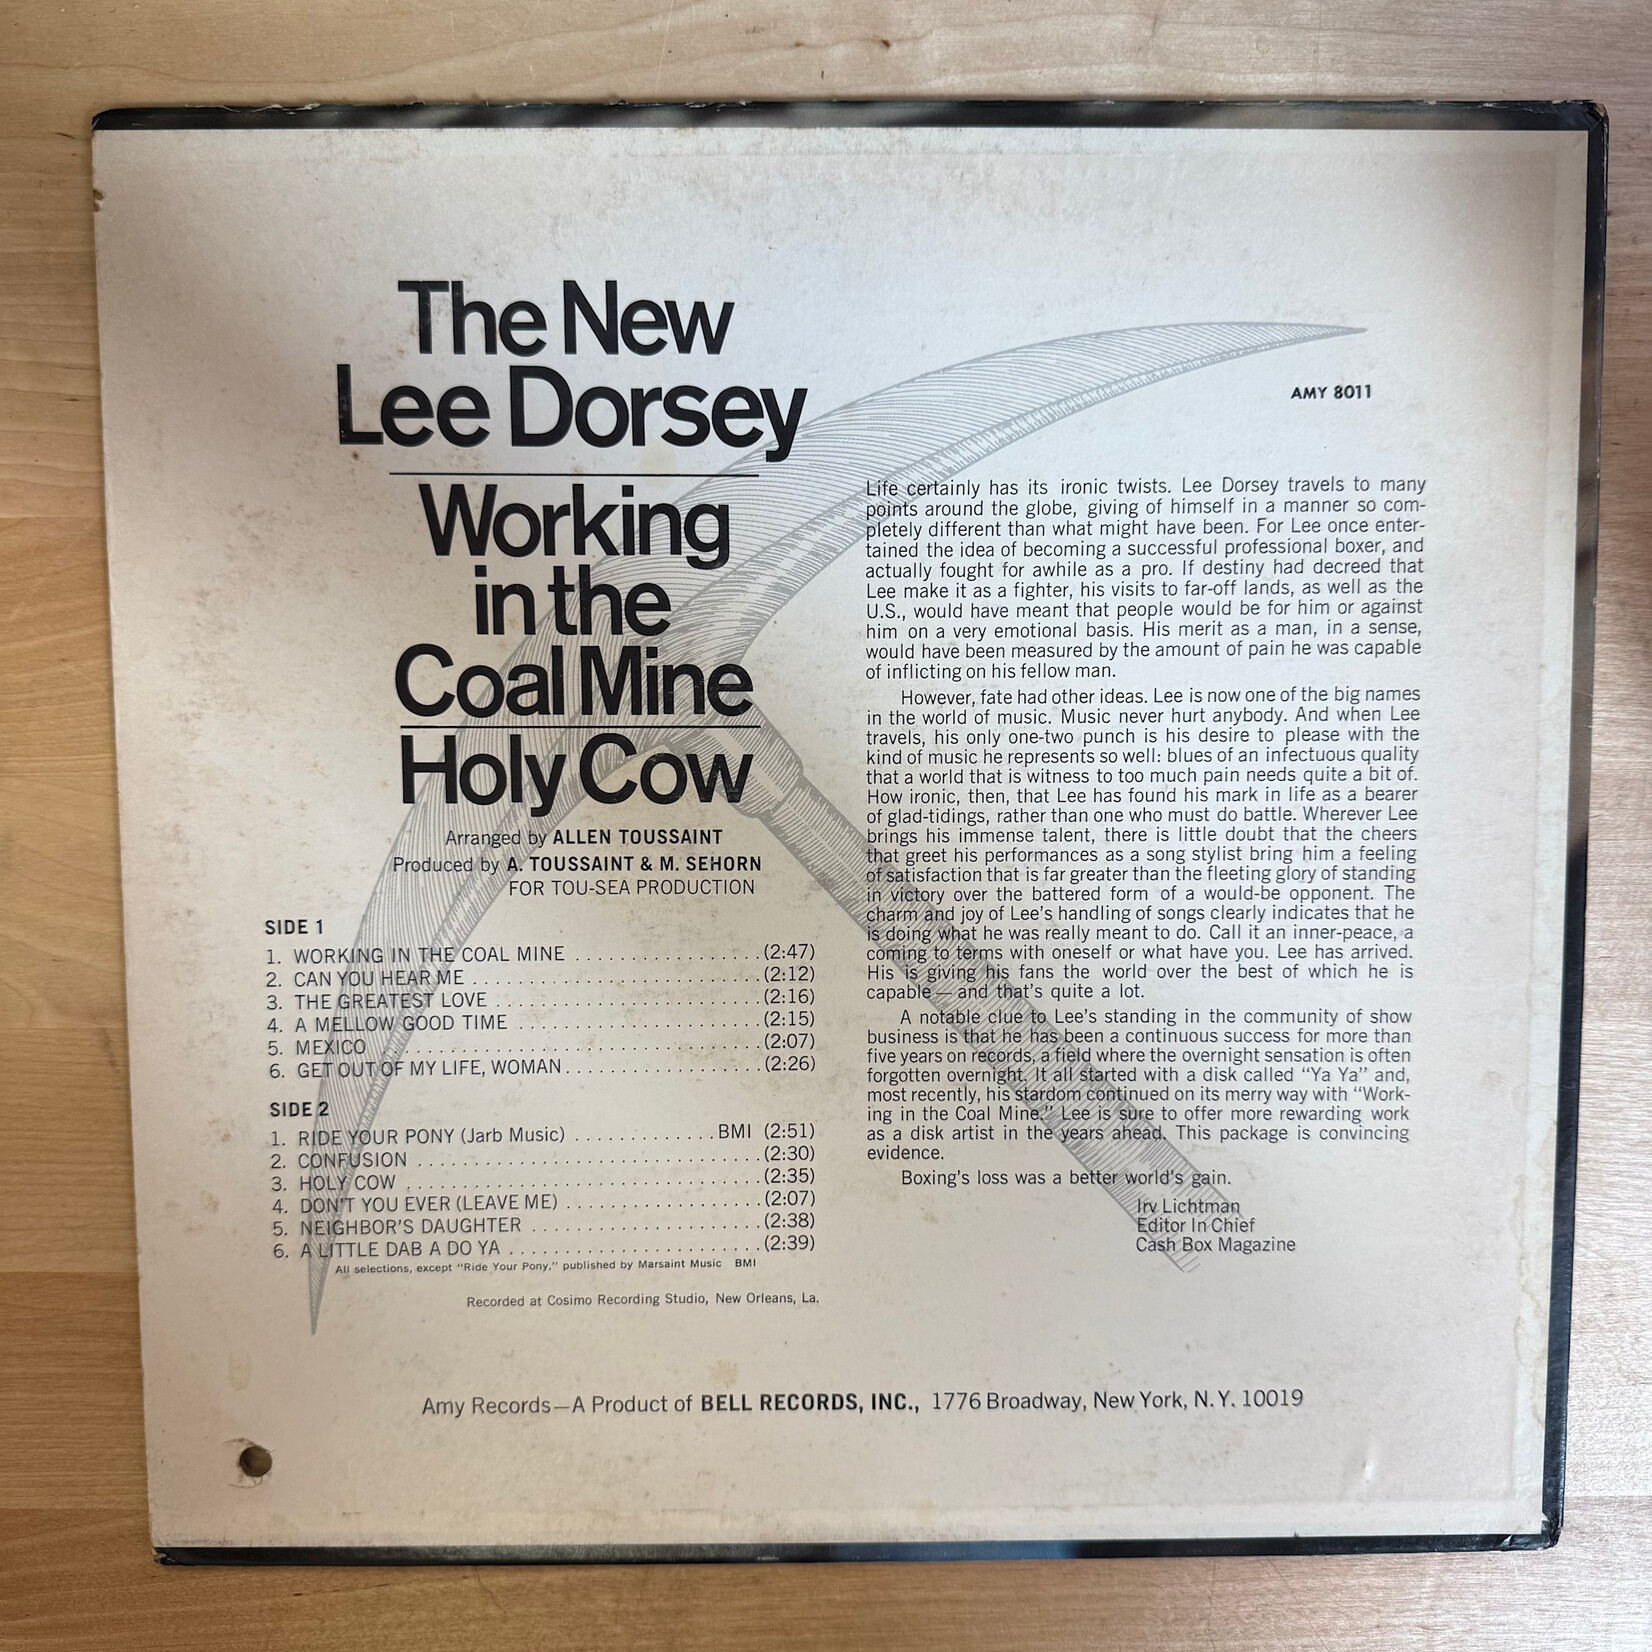 The New
Lee Dorsey
Working
in the
Coal Mine
Holy Cow
Arranged by ALLEN TOUSSAINT
Produced by A. TOUSSAINT & M. SEHORN
FOR TOU-SEA PRODUCTION
SIDE 1
1. WORKING IN THE COAL MINE . . . . . . . . . . . . . . . . . (2:47)
2. CAN YOU HEAR ME . . . . . . . . . . . . . . . . . . . . . . . . . . (2:12)
3. THE GREATEST LOVE . . . . . . . . . . . . . . . . . . . . . . . . (2:16)
4. A MELLOW GOOD TIME . . . . . . . . . . . . . . . . . . . . . . (2:15)
5. MEXICO . . . . . . . . . . . . . . . . . . . . . . . . . . . . . . . . . . (2:07)
6. GET OUT OF MY LIFE, WOMAN . . . . . . . . . . . . . . . . . . (2:26)
SIDE 2
1. RIDE YOUR PONY (Jarb Music) . . . . . . . . . . . . . BMI (2:51)
2. CONFUSION . . . . . . . . . . . . . . . . . . . . . . . . . . . . . . . (2:30)
3. HOLY COW . . . . . . . . . . . . . . . . . . . . . . . . . . . . . . . . (2:35)
4. DON'T YOU EVER (LEAVE ME) . . . . . . . . . . . . . . . . . . (2:07)
5. NEIGHBOR'S DAUGHTER . . . . . . . . . . . . . . . . . . . . . (2:38)
6. A LITTLE DAB A DO YA . . . . . . . . . . . . . . . . . . . . . . . (2:39)
All selections, except "Ride Your Pony," published by Marsaint Music BMI
Recorded at Cosimo Recording Studio, New Orleans, La.
AMY 8011
Life certainly has its ironic twists. Lee Dorsey travels to many
points around the globe, giving of himself in a manner so com-
pletely different than what might have been. For Lee once enter-
tained the idea of becoming a successful professional boxer, and
actually fought for awhile as a pro. If destiny had decreed that
Lee make it as a fighter, his visits to far-off lands, as well as the
U.S., would have meant that people would be for him or against
him on a very emotional basis. His merit as a man, in a sense,
would have been measured by the amount of pain he was capable
of inflicting on his fellow man.
However, fate had other ideas. Lee is now one of the big names
in the world of music. Music never hurt anybody. And when Lee
travels, his only one-two punch is his desire to please with the
kind of music he represents so well: blues of an infectuous quality
that a world that is witness to too much pain needs quite a bit of.
How ironic, then, that Lee has found his mark in life as a bearer
of glad-tidings, rather than one who must do battle. Wherever Lee
brings his immense talent, there is little doubt that the cheers
that greet his performances as a song stylist bring him a feeling
of satisfaction that is far greater than the fleeting glory of standing
in victory over the battered form of a would-be opponent. The
charm and joy of Lee's handling of songs clearly indicates that he
is doing what he was really meant to do. Call it an inner-peace, a
coming to terms with oneself or what have you. Lee has arrived.
His is giving his fans the world over the best of which he is
capable — and that's quite a lot.
A notable clue to Lee's standing in the community of show
business is that he has been a continuous success for more than
five years on records, a field where the overnight sensation is often
forgotten overnight. It all started with a disk called "Ya Ya" and,
most recently, his stardom continued on its merry way with "Work-
ing in the Coal Mine." Lee is sure to offer more rewarding work
as a disk artist in the years ahead. This package is convincing
evidence.
Boxing's loss was a better world's gain.
Irv Lichtman
Editor In Chief
Cash Box Magazine
Amy Records—A Product of BELL RECORDS, INC., 1776 Broadway, New York, N.Y. 10019